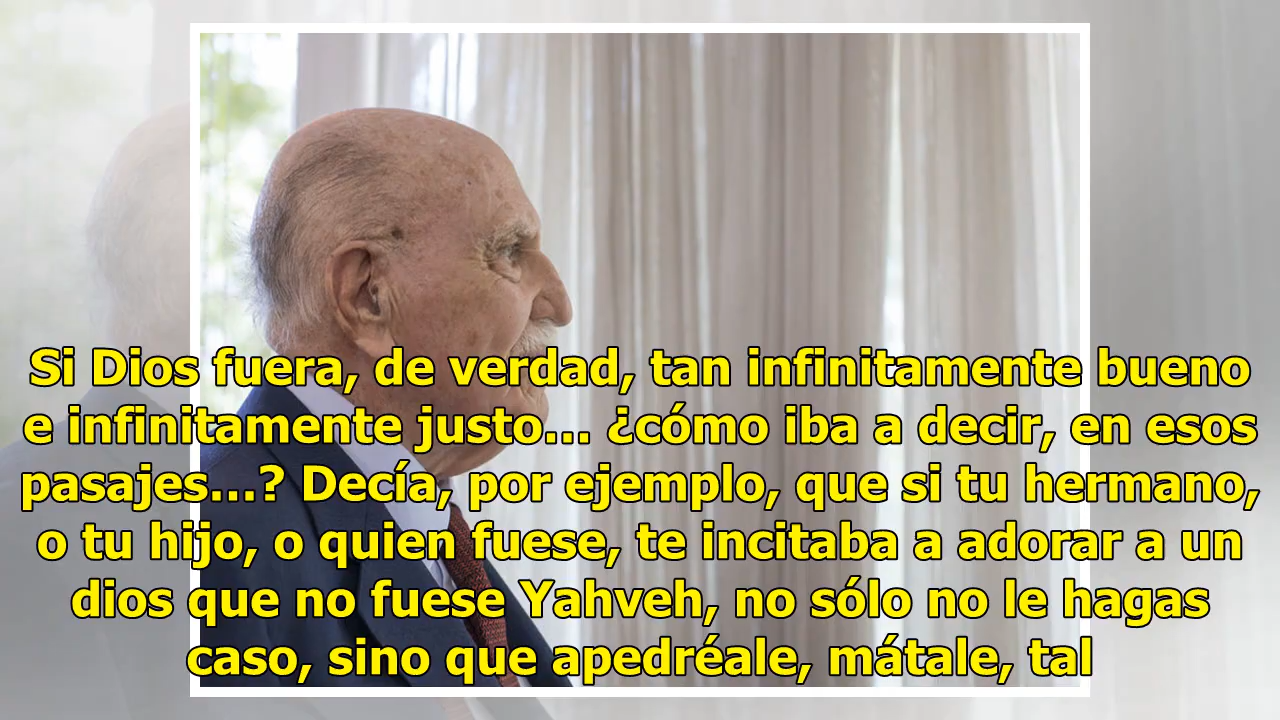 Si Dios fuera, de verdad, tan infinitamente bueno
e infinitamente justo... ¿cómo iba a decir, en esos
pasajes...? Decía, por ejemplo, que si tu hermano,
o tu hijo, o quien fuese, te incitaba a adorar a un
dios que no fuese Yahveh, no sólo no le hagas
caso, sino que apedréale, mátale, tal